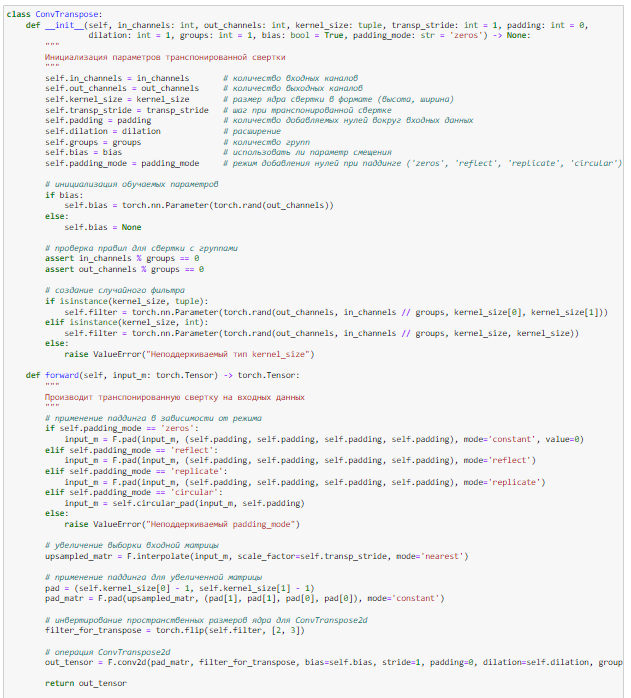 class ConvTranspose:
def __init__(self, in_channels: int, out_channels: int, kernel_size: tuple, transp_stride: int = 1, padding: int = 0,
dilation: int = 1, groups: int = 1, bias: bool = True, padding_mode: str = 'zeros') -> None:
"""
Инициализация параметров транспонированной свертки
"""
self.in_channels = in_channels # количество входных каналов
self.out_channels = out_channels # количество выходных каналов
self.kernel_size = kernel_size # размер ядра свертки в формате (высота, ширина)
self.transp_stride = transp_stride # шаг при транспонированной свертке
self.padding = padding # количество добавляемых нулей вокруг входных данных
self.dilation = dilation # расширение
self.groups = groups # количество групп
self.bias = bias # использовать ли параметр смещения
self.padding_mode = padding_mode # режим добавления нулей при паддинге ('zeros', 'reflect', 'replicate', 'circular')
# инициализация обучаемых параметров
if bias:
self.bias = torch.nn.Parameter(torch.rand(out_channels))
else:
self.bias = None
# проверка правил для свертки с группами
assert in_channels % groups == 0
assert out_channels % groups == 0
# создание случайного фильтра
if isinstance(kernel_size, tuple):
self.filter = torch.nn.Parameter(torch.rand(out_channels, in_channels // groups, kernel_size[0], kernel_size[1]))
elif isinstance(kernel_size, int):
self.filter = torch.nn.Parameter(torch.rand(out_channels, in_channels // groups, kernel_size, kernel_size))
else:
raise ValueError("Неподдерживаемый тип kernel_size")
def forward(self, input_m: torch.Tensor) -> torch.Tensor:
"""
Производит транспонированную свертку на входных данных
"""
# применение паддинга в зависимости от режима
if self.padding_mode == 'zeros':
input_m = F.pad(input_m, (self.padding, self.padding, self.padding, self.padding), mode='constant', value=0)
elif self.padding_mode == 'reflect':
input_m = F.pad(input_m, (self.padding, self.padding, self.padding, self.padding), mode='reflect')
elif self.padding_mode == 'replicate':
input_m = F.pad(input_m, (self.padding, self.padding, self.padding, self.padding), mode='replicate')
elif self.padding_mode == 'circular':
input_m = self.circular_pad(input_m, self.padding)
else:
raise ValueError("Неподдерживаемый padding_mode")
# увеличение выборки входной матрицы
upsampled_matr = F.interpolate(input_m, scale_factor=self.transp_stride, mode='nearest')
# применение паддинга для увеличенной матрицы
pad = (self.kernel_size[0] - 1, self.kernel_size[1] - 1)
pad_matr = F.pad(upsampled_matr, (pad[1], pad[1], pad[0], pad[0]), mode='constant')
# инвертирование пространственных размеров ядра для ConvTranspose2d
filter_for_transpose = torch.flip(self.filter, [2, 3])
# операция ConvTranspose2d
out_tensor = F.conv2d(pad_matr, filter_for_transpose, bias=self.bias, stride=1, padding=0, dilation=self.dilation, group
return out_tensor